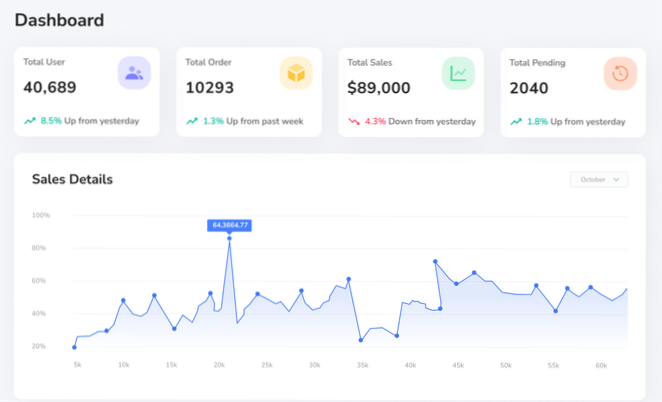 Dashboard
Total User
40,689
8.5% Up from yesterday
Total Order
10293
1.3% Up from past week
Total Sales
$89,000
4.3% Down from yesterday
Total Pending
2040
1.8% Up from yesterday
Sales Details
October
100%
80%
60%
40%
20%
64,3664.77
5k
10k
15k
20k
25k
30k
35k
40k
45k
50k
55k
60k